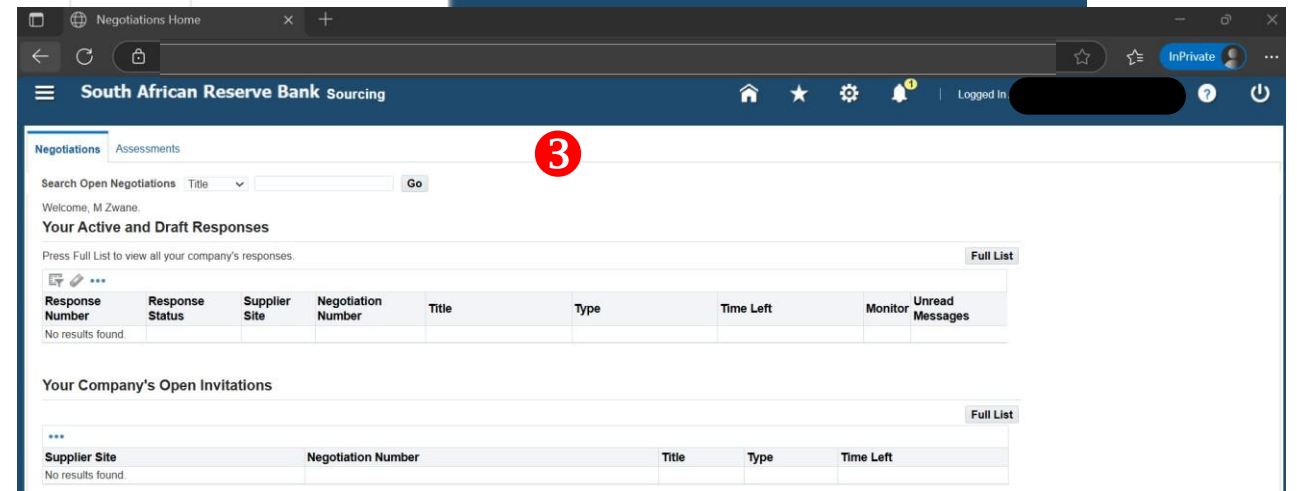 Negotiations Home
InPrivate
South African Reserve Bank Sourcing
1
Logged In
?
Negotiations Assessments
3
Search Open Negotiations Title Go
Welcome, M Zwane.
Your Active and Draft Responses
Press Full List to view all your company's responses. Full List
Response Number Response Status Supplier Site Negotiation Number Title Type Time Left Monitor Unread Messages
No results found.
Your Company's Open Invitations
Full List
Supplier Site Negotiation Number Title Type Time Left
No results found.